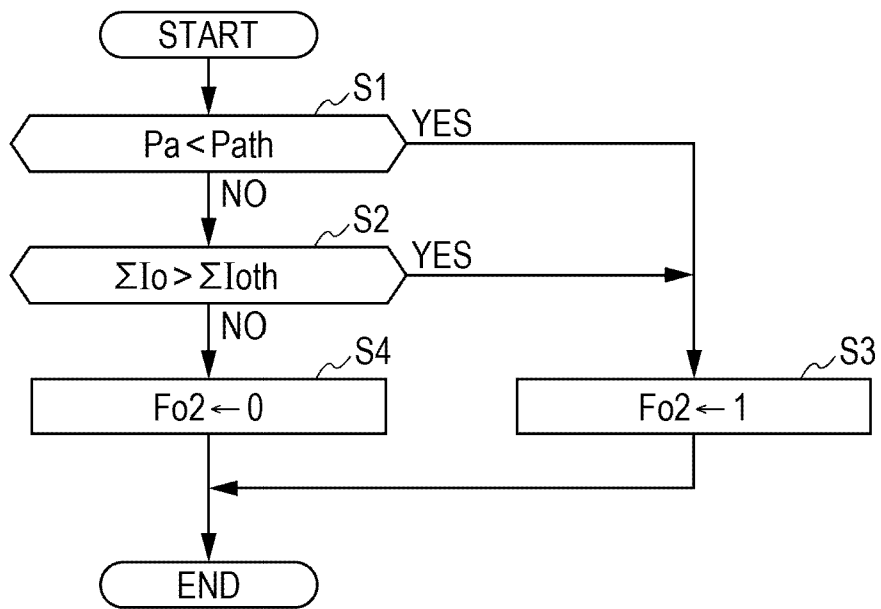 START
S1
Pa<Path
YES
NO
S2
ΣIo>ΣIoth
YES
NO
S4
Fo2←0
S3
Fo2←1
END